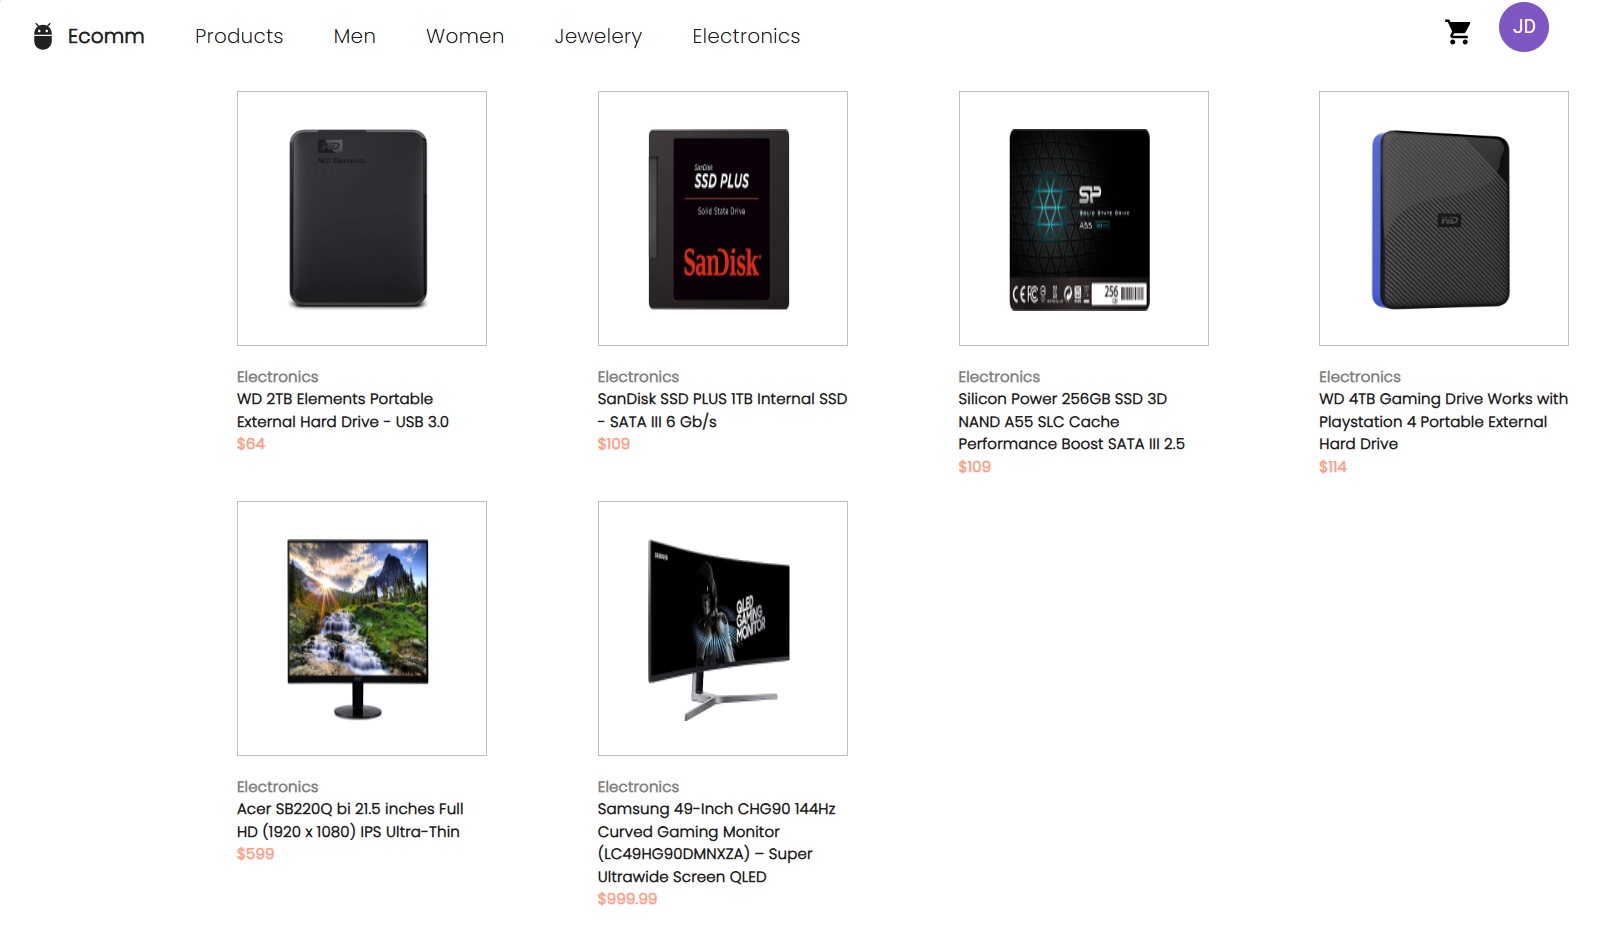 Ecomm Products Men Women Jewelery Electronics JD
WD
WD Elements
SanDisk
SSD PLUS
Solid State Drive
SanDisk®
SP
SOLID STATE DRIVE
A55
256
GB
WD
Electronics
WD 2TB Elements Portable
External Hard Drive - USB 3.0
$64
Electronics
SanDisk SSD PLUS 1TB Internal SSD
- SATA III 6 Gb/s
$109
Electronics
Silicon Power 256GB SSD 3D
NAND A55 SLC Cache
Performance Boost SATA III 2.5
$109
Electronics
WD 4TB Gaming Drive Works with
Playstation 4 Portable External
Hard Drive
$114
SAMSUNG
QLED
GAMING
MONITOR
Electronics
Acer SB220Q bi 21.5 inches Full
HD (1920 x 1080) IPS Ultra-Thin
$599
Electronics
Samsung 49-Inch CHG90 144Hz
Curved Gaming Monitor
(LC49HG90DMNXZA) – Super
Ultrawide Screen QLED
$999.99